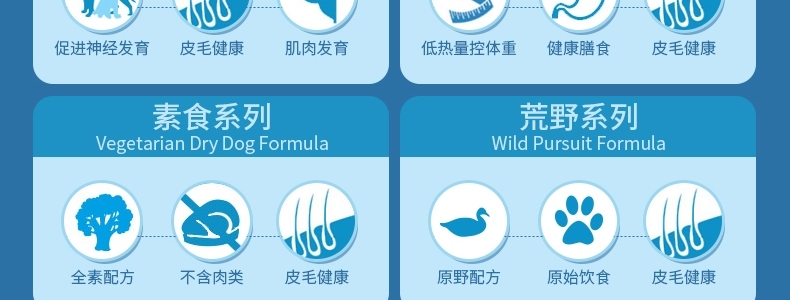 促进神经发育 皮毛健康 肌肉发育
低热量控体重 健康膳食 皮毛健康
素食系列
Vegetarian Dry Dog Formula
全素配方 不含肉类 皮毛健康
荒野系列
Wild Pursuit Formula
原野配方 原始饮食 皮毛健康